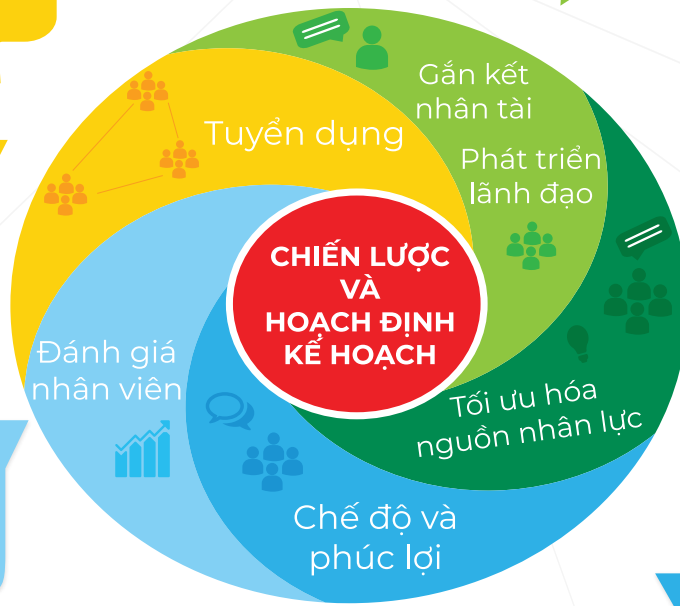 Gắn kết
nhân tài
Tuyển dụng
Phát triển
lãnh đạo
CHIẾN LƯỢC
VÀ
HOẠCH ĐỊNH
KẾ HOẠCH
Đánh giá
nhân viên
Tối ưu hóa
nguồn nhân lực
Chế độ và
phúc lợi